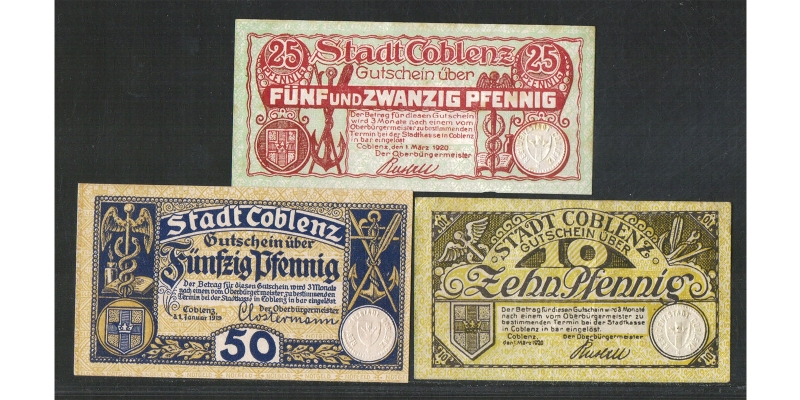 25 Stadt Coblenz 25
PFENNIG Gutschein über PFENNIG
FÜNF UND ZWANZIG PFENNIG
Der Betrag für diesen Gutschein
wird 3 Monate nach einem vom
Oberbürgermeister zu bestimmenden
Termin bei der Stadtkasse in Coblenz
in bar eingelöst
Coblenz, den 1. März 1920
Der Oberbürgermeister
Stadt Coblenz
Gutschein über
Fünfzig Pfennig
Der Betrag für diesen Gutschein wird 3 Monate
nach einem vom Oberbürgermeister zu bestimmenden
Termin bei der Stadtkasse in Coblenz in bar eingelöst
Coblenz, Der Oberbürgermeister
Clostermann
50
STADT COBLENZ
GUTSCHEIN ÜBER
10
Zehn Pfennig
Der Betrag für diesen Gutschein wird 3 Monate
nach einem vom Oberbürgermeister zu
bestimmenden Termin bei der Stadtkasse
in Coblenz in bar eingelöst
Coblenz, Der Oberbürgermeister
den 1. März 1920